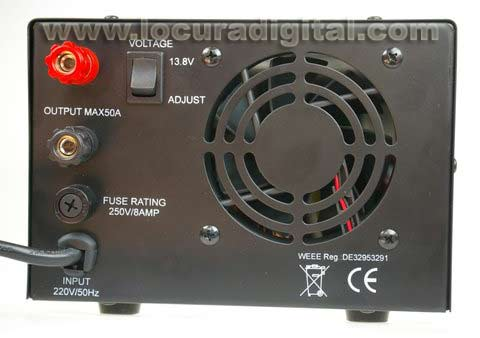 www.locuradigital.com
VOLTAGE
13.8V
ADJUST
OUTPUT MAX50A
FUSE RATING
250V/8AMP
INPUT
220V/50Hz
WEEE Reg. DE32953291
CE